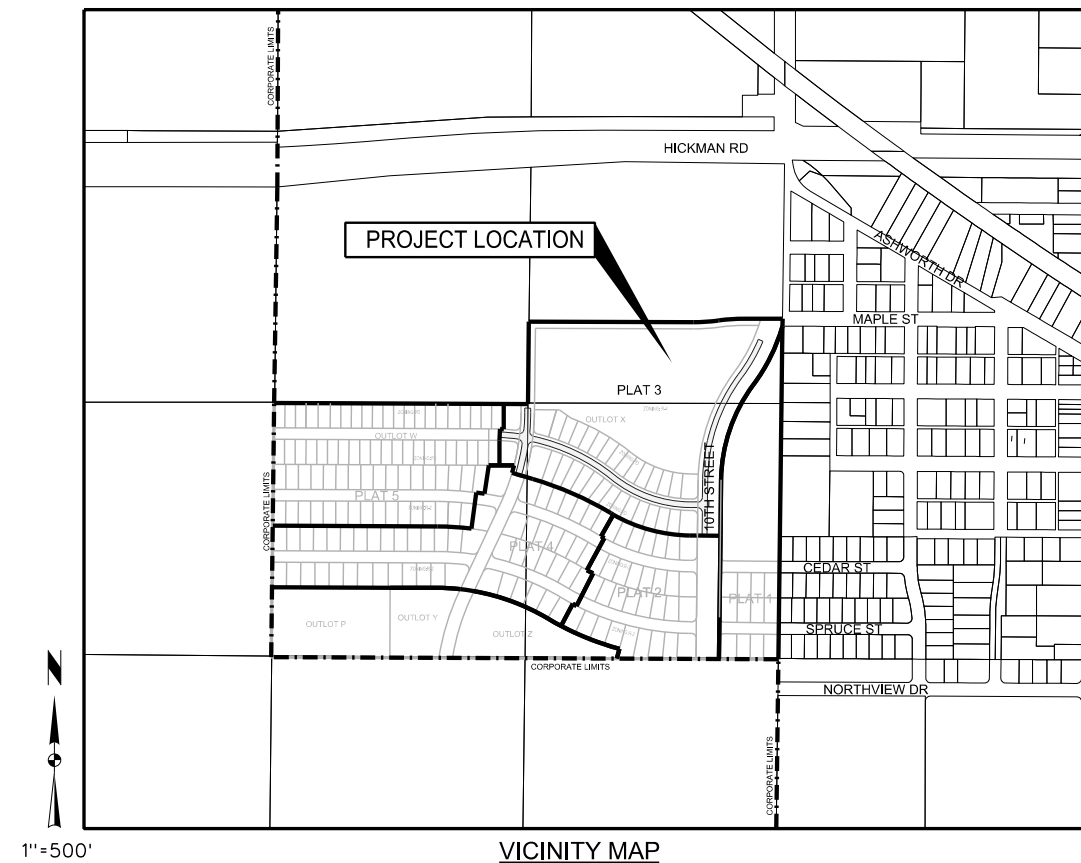 CORPORATE LIMITS
HICKMAN RD
PROJECT LOCATION
ASHWORTH DR
MAPLE ST
PLAT 3
OUTLOT X
OUTLOT W
10TH STREET
PLAT 5
CORPORATE LIMITS
PLAT 4
CEDAR ST
PLAT 2
PLAT 1
OUTLOT P
OUTLOT Y
OUTLOT Z
SPRUCE ST
CORPORATE LIMITS
N
NORTHVIEW DR
CORPORATE LIMITS
1"=500'
VICINITY MAP